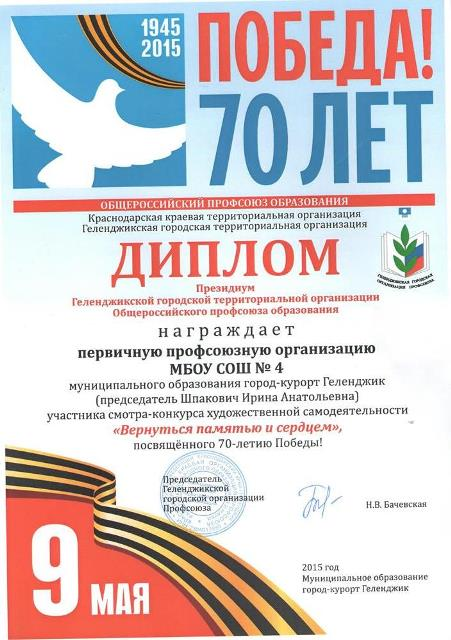 1945
2015
ПОБЕДА!
70 ЛЕТ
ОБЩЕРОССИЙСКИЙ ПРОФСОЮЗ ОБРАЗОВАНИЯ
Краснодарская краевая территориальная организация
Геленджикская городская территориальная организация
ДИПЛОМ
ГЕЛЕНДЖИКСКАЯ ГОРОДСКАЯ
ОРГАНИЗАЦИЯ ПРОФСОЮЗА
Президиум
Геленджикской городской территориальной организации
Общероссийского профсоюза образования
награждает
первичную профсоюзную организацию
МБОУ СОШ № 4
муниципального образования город-курорт Геленджик
(председатель Шпакович Ирина Анатольевна)
участника смотра-конкурса художественной самодеятельности
«Вернуться памятью и сердцем»,
посвящённого 70-летию Победы!
Председатель
Геленджикской
городской организации
Профсоюза
Н.В. Бачевская
9 МАЯ
2015 год
Муниципальное образование
город-курорт Геленджик